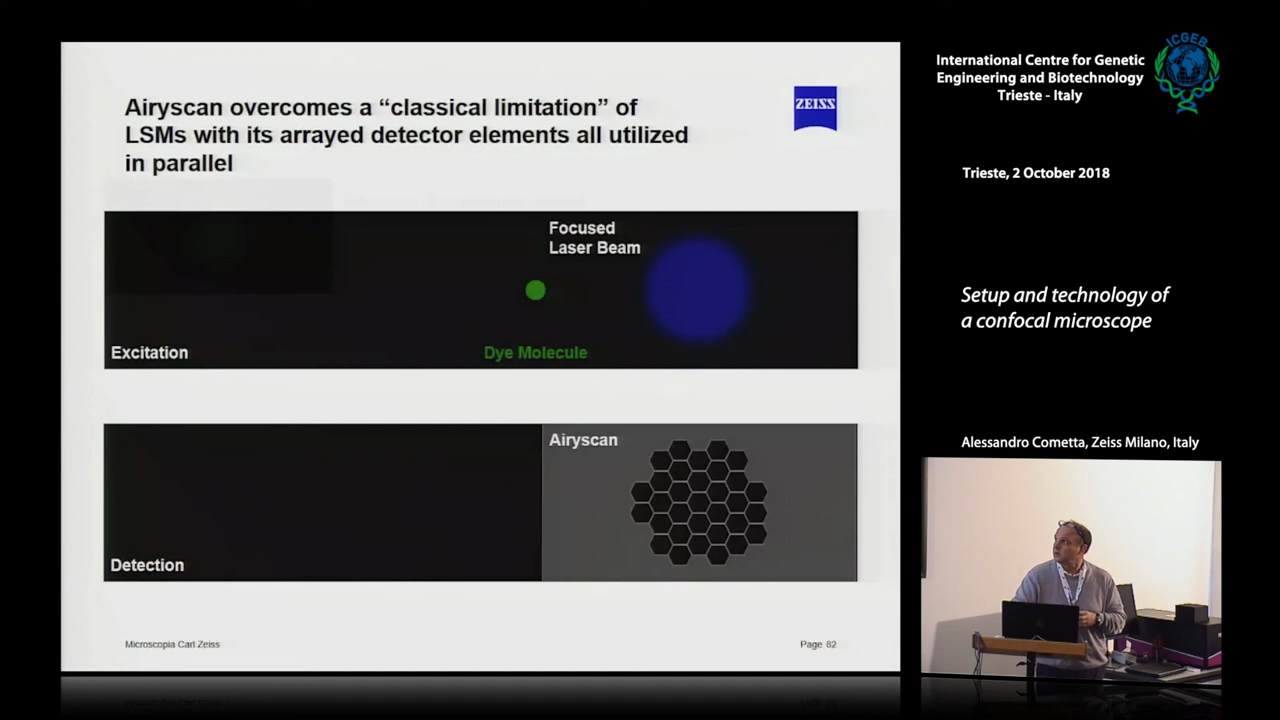 Airyscan overcomes a “classical limitation” of
LSMs with its arrayed detector elements all utilized
in parallel
ZEISS
Focused
Laser Beam
Excitation
Dye Molecule
Airyscan
Detection
Microscopia Carl Zeiss
Page 82
International Centre for Genetic
Engineering and Biotechnology
Trieste - Italy
ICGEB
Trieste, 2 October 2018
Setup and technology of
a confocal microscope
Alessandro Cometta, Zeiss Milano, Italy